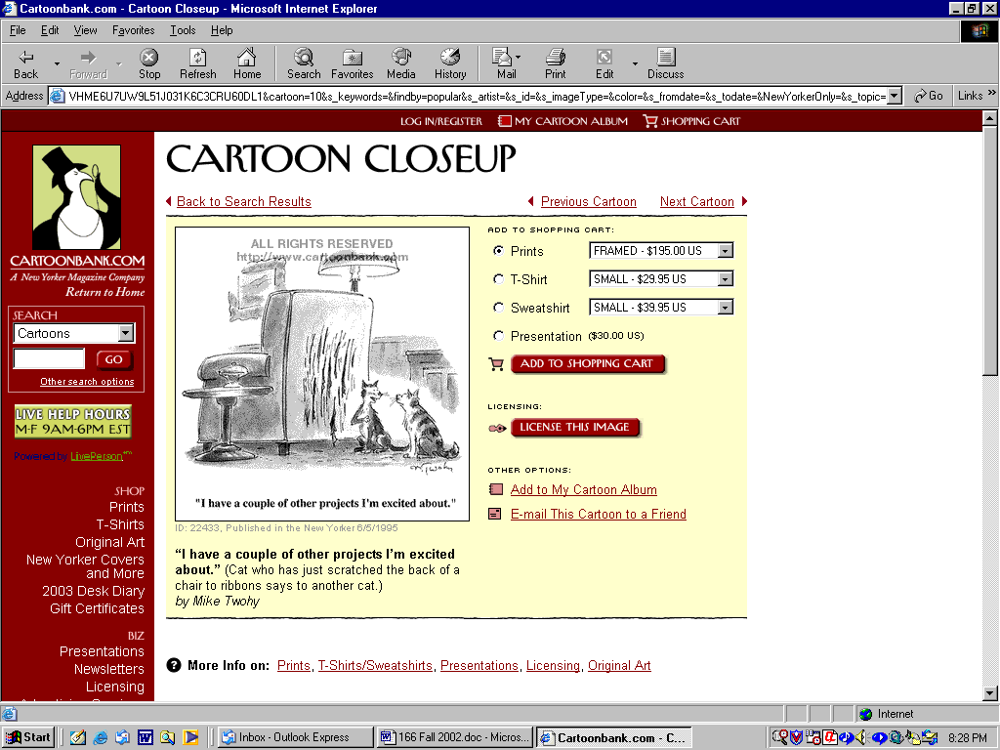 Cartoonbank.com - Cartoon Closeup - Microsoft Internet Explorer
File Edit View Favorites Tools Help
Back Forward Stop Refresh Home Search Favorites Media History Mail Print Edit Discuss
Address VHME6U7UW9L51J031K6C3CRU60DL1&cartoon=10&s_keywords=&findby=popular&s_artist=&s_id=&s_imageType=&color=&s_fromdate=&s_todate=&NewYorkerOnly=&s_topic= Go Links »
LOG IN/REGISTER MY CARTOON ALBUM SHOPPING CART
CARTOONBANK.COM
A New Yorker Magazine Company
Return to Home
SEARCH
Cartoons
GO
Other search options
LIVE HELP HOURS
M-F 9AM-6PM EST
Powered by LivePerson™
SHOP
Prints
T-Shirts
Original Art
New Yorker Covers
and More
2003 Desk Diary
Gift Certificates
BIZ
Presentations
Newsletters
Licensing
CARTOON CLOSEUP
Back to Search Results Previous Cartoon Next Cartoon
ALL RIGHTS RESERVED
http://www.cartoonbank.com
"I have a couple of other projects I'm excited about."
ID: 22433, Published in the New Yorker 6/5/1995
“I have a couple of other projects I’m excited
about.” (Cat who has just scratched the back of a
chair to ribbons says to another cat.)
by Mike Twohy
ADD TO SHOPPING CART:
Prints FRAMED - $195.00 US
T-Shirt SMALL - $29.95 US
Sweatshirt SMALL - $39.95 US
Presentation ($30.00 US)
ADD TO SHOPPING CART
LICENSING:
LICENSE THIS IMAGE
OTHER OPTIONS:
Add to My Cartoon Album
E-mail This Cartoon to a Friend
More Info on: Prints, T-Shirts/Sweatshirts, Presentations, Licensing, Original Art
Internet
Start Inbox - Outlook Express 166 Fall 2002.doc - Micros... Cartoonbank.com - C... 8:28 PM